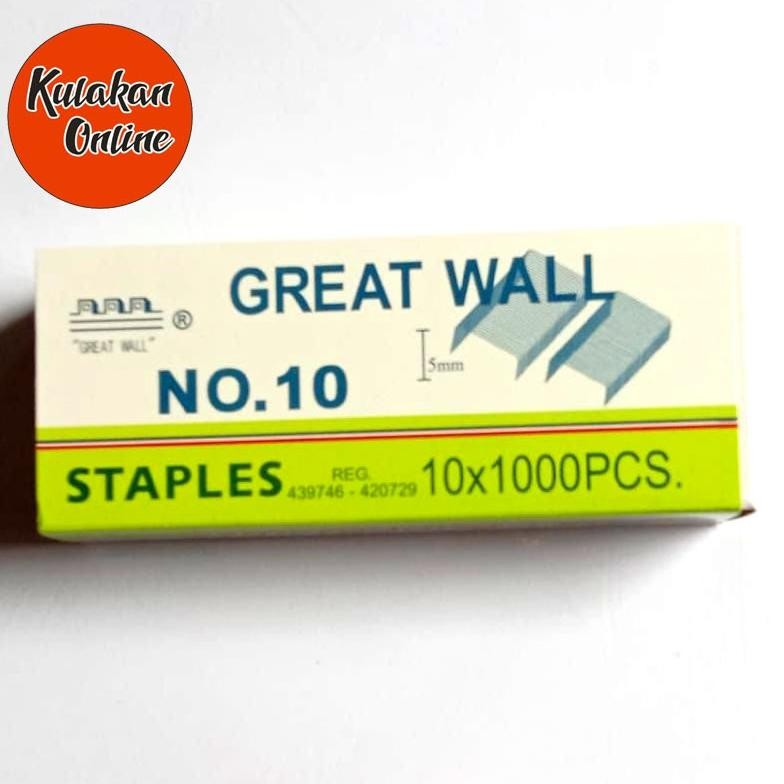 Kulakan
Online
GREAT WALL
®
"GREAT WALL"
5mm
NO.10
STAPLES
REG.
439746 - 420729
10x1000PCS.